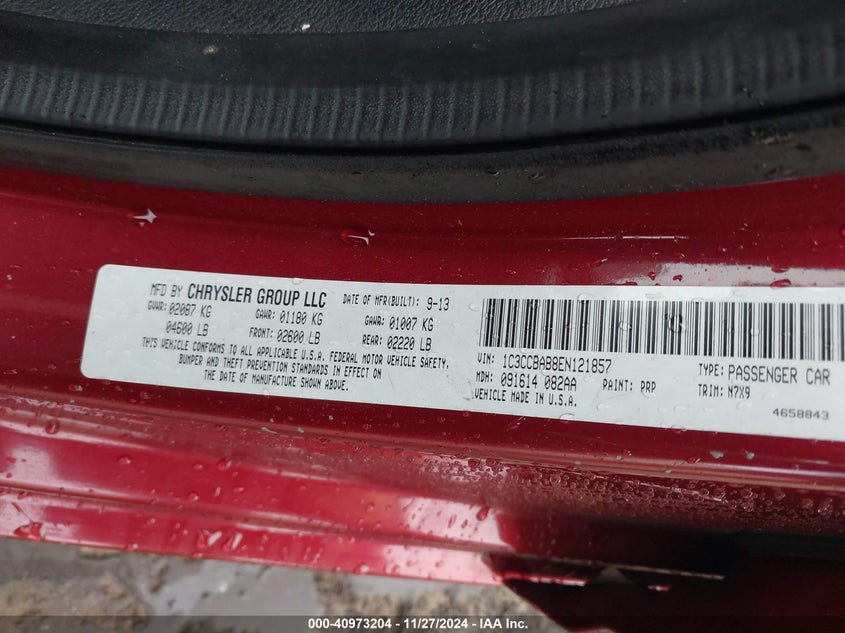 MFD BY CHRYSLER GROUP LLC DATE OF MFR(BUILT): 9-13
GVWR: 02087 KG GAWR: 01180 KG GAWR: 01007 KG
04600 LB FRONT: 02600 LB REAR: 02220 LB
THIS VEHICLE CONFORMS TO ALL APPLICABLE U.S.A. FEDERAL MOTOR VEHICLE SAFETY,
BUMPER AND THEFT PREVENTION STANDARDS IN EFFECT ON
THE DATE OF MANUFACTURE SHOWN ABOVE.
VIN: 1C3CCBAB8EN121857 TYPE: PASSENGER CAR
MDH: 091614 082AA PAINT: PRP TRIM: N7X9
VEHICLE MADE IN U.S.A. 4658843
000-40973204 - 11/27/2024 - IAA Inc.